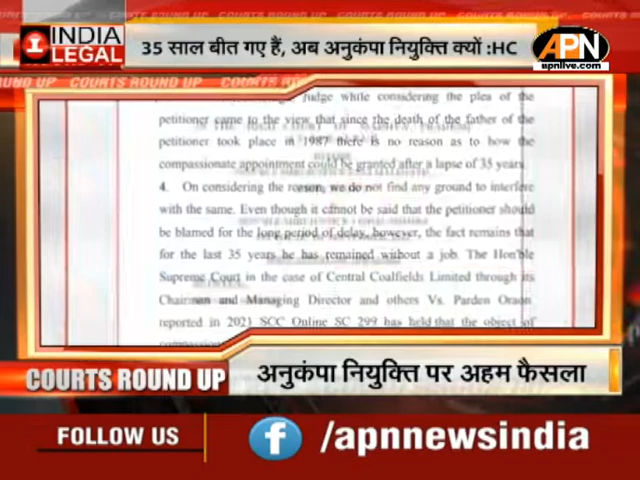 INDIA
LEGAL
35 साल बीत गए हैं, अब अनुकंपा नियुक्ति क्यों :HC
APN
apnlive.com
COURTS ROUND UP
Judge while considering the plea of the
petitioner came to the view that since the death of the father of
petitioner took place in 1987 there is no reason as to how the
compassionate appointment could be granted after a lapse of 35 years.
4. On considering the reason, we do not find any ground to interfere
with the same. Even though it cannot be said that the petitioner should
be blamed for the long period of delay, however, the fact remains that
for the last 35 years he has remained without a job. The Hon'ble
Supreme Court in the case of Central Coalfields Limited through its
Chairman and Managing Director and others Vs. Parden Oraon
reported in 2021 SCC Online SC 299 has held that the object of
COURTS ROUND UP
अनुकंपा नियुक्ति पर अहम फैसला
FOLLOW US
f /apnnewsindia